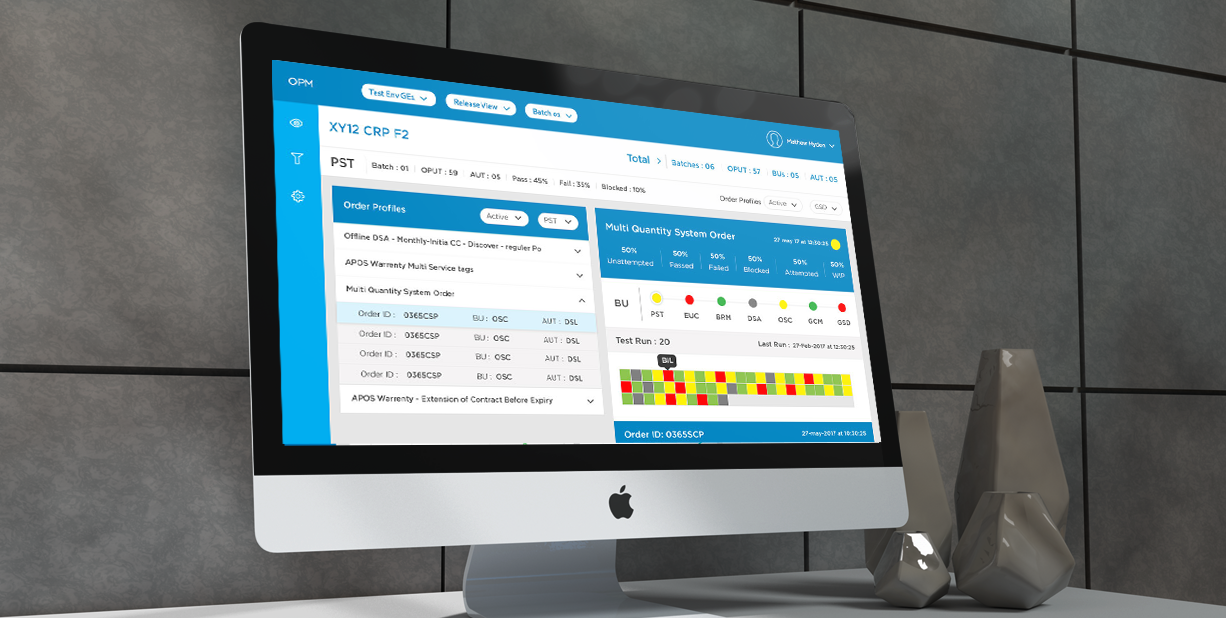 OPM
Test Env GEs
Release View
Batches
Mathew Hyden
XY12 CRP F2
Total > Batches : 06 OPUT : 57 BUs : 05 AUT : 05
PST Batch : 01 OPUT : 59 AUT : 05 Pass : 45% Fail : 35% Blocked : 10%
Order Profiles Active GSD
Order Profiles Active PST
Offline DSA - Monthly-Initia CC - Discover - reguler Po
APOS Warrenty Multi Service tags
Multi Quantity System Order
Order ID : 0365CSP BU : OSC AUT : DSL
Order ID : 0365CSP BU : OSC AUT : DSL
Order ID : 0365CSP BU : OSC AUT : DSL
Order ID : 0365CSP BU : OSC AUT : DSL
APOS Warrenty - Extension of Contract Before Expiry
Multi Quantity System Order 27 may 17 at 12:30:25
50% 50% 50% 50% 50% 50%
Unattempted Passed Failed Blocked Attempted WIP
BU
PST EUC BRM DSA OSC GCM GSD
Test Run : 20 Last Run : 27-Feb-2017 at 12:30:25
BIL
Order ID: 0365SCP 27-may-2017 at 10:30:25